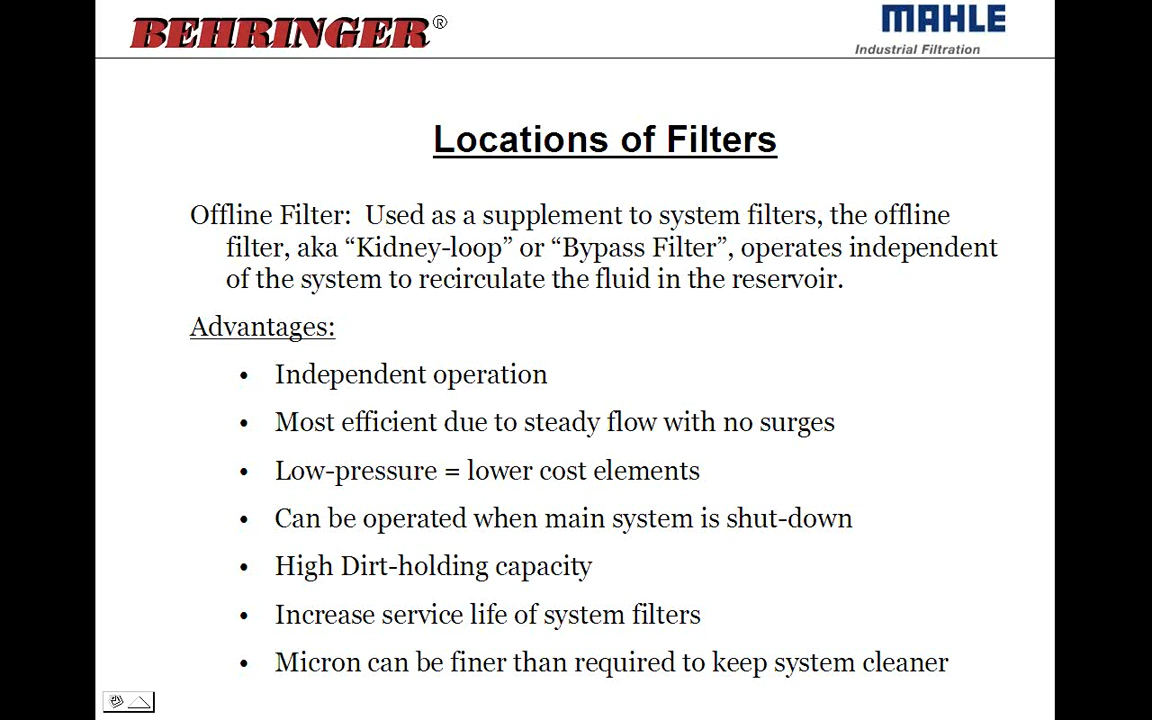 BEHRINGER®
MAHLE
Industrial Filtration
Locations of Filters
Offline Filter: Used as a supplement to system filters, the offline
filter, aka “Kidney-loop” or “Bypass Filter”, operates independent
of the system to recirculate the fluid in the reservoir.
Advantages:
• Independent operation
• Most efficient due to steady flow with no surges
• Low-pressure = lower cost elements
• Can be operated when main system is shut-down
• High Dirt-holding capacity
• Increase service life of system filters
• Micron can be finer than required to keep system cleaner